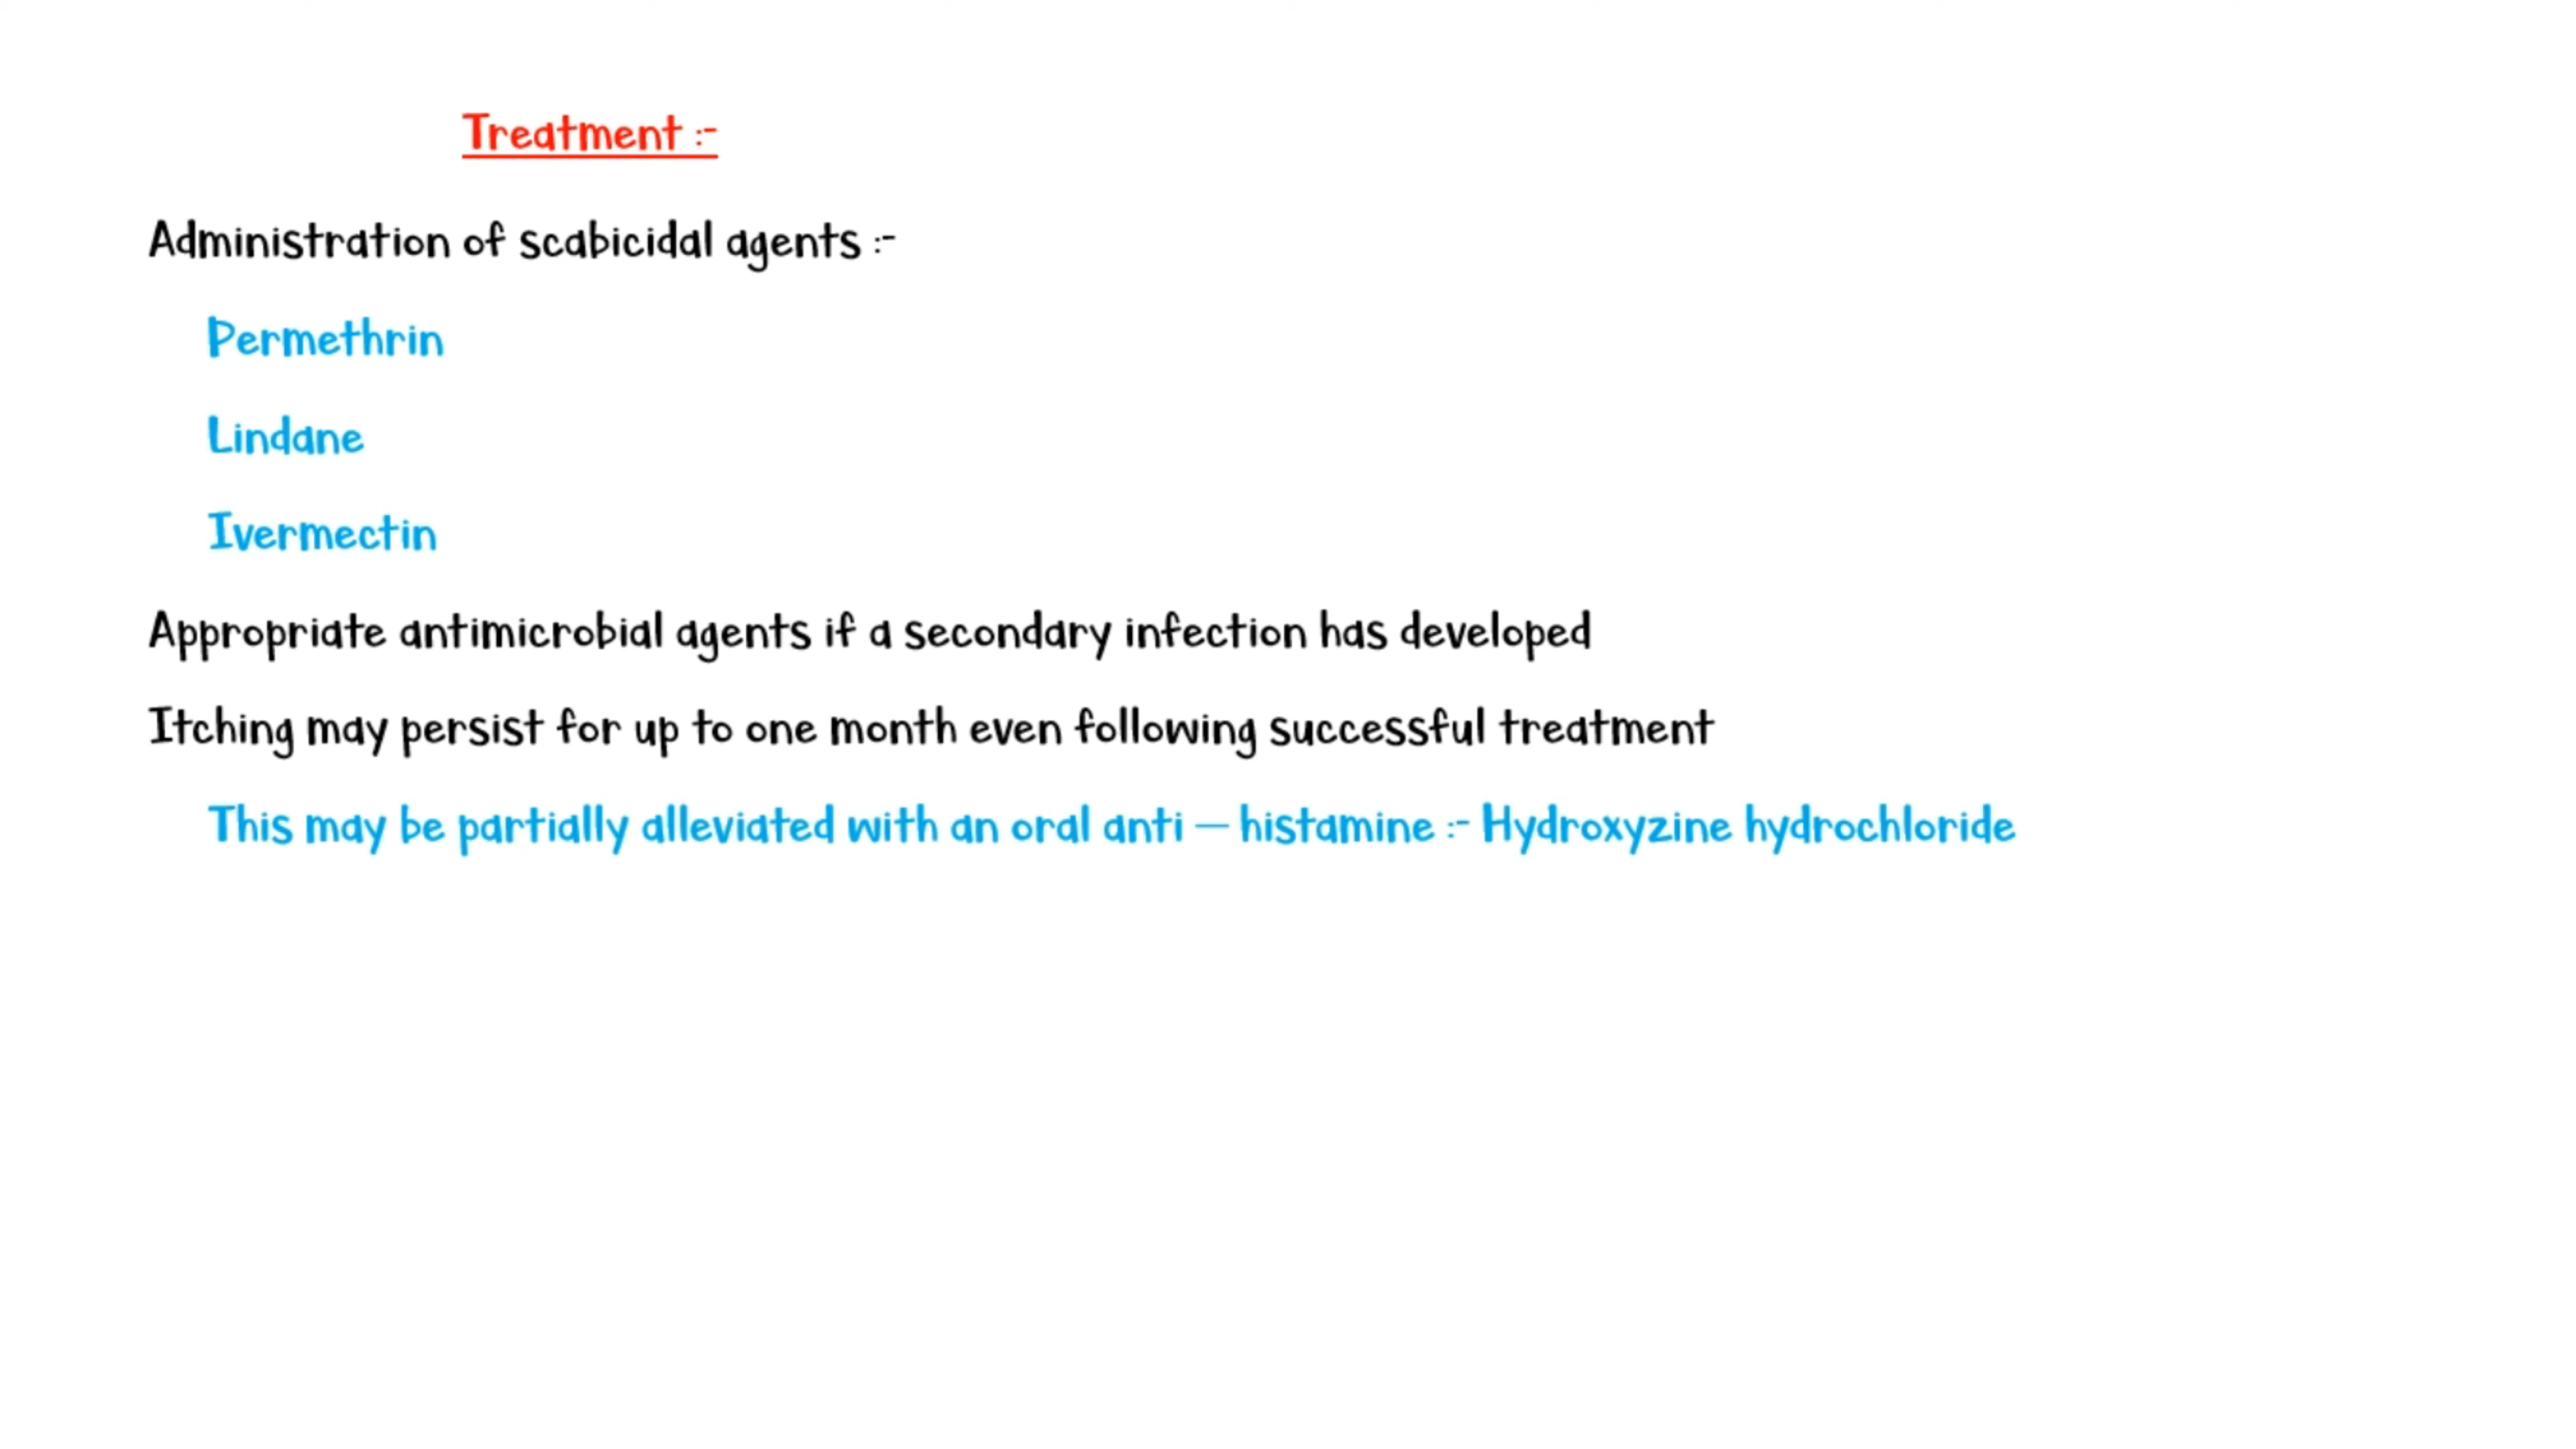 Treatment :-
Administration of scabicidal agents :-
Permethrin
Lindane
Ivermectin
Appropriate antimicrobial agents if a secondary infection has developed
Itching may persist for up to one month even following successful treatment
This may be partially alleviated with an oral anti – histamine :- Hydroxyzine hydrochloride